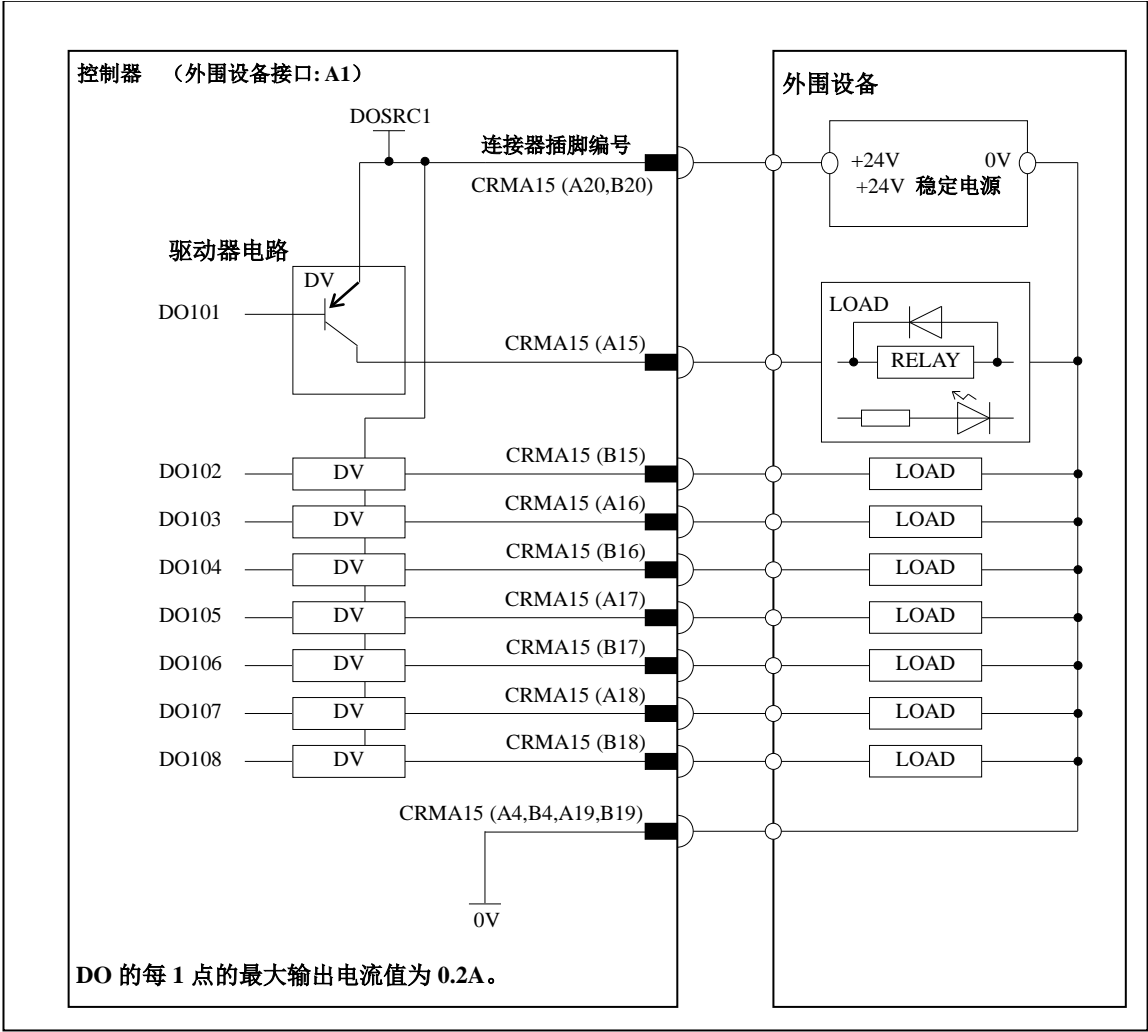 控制器 （外围设备接口: A1）
外围设备
DOSRC1
连接器插脚编号
CRMA15 (A20,B20)
+24V 0V
+24V 稳定电源
驱动器电路
DV
DO101
CRMA15 (A15)
LOAD
RELAY
DO102 DV CRMA15 (B15) LOAD
DO103 DV CRMA15 (A16) LOAD
DO104 DV CRMA15 (B16) LOAD
DO105 DV CRMA15 (A17) LOAD
DO106 DV CRMA15 (B17) LOAD
DO107 DV CRMA15 (A18) LOAD
DO108 DV CRMA15 (B18) LOAD
CRMA15 (A4,B4,A19,B19)
0V
DO 的每 1 点的最大输出电流值为 0.2A。